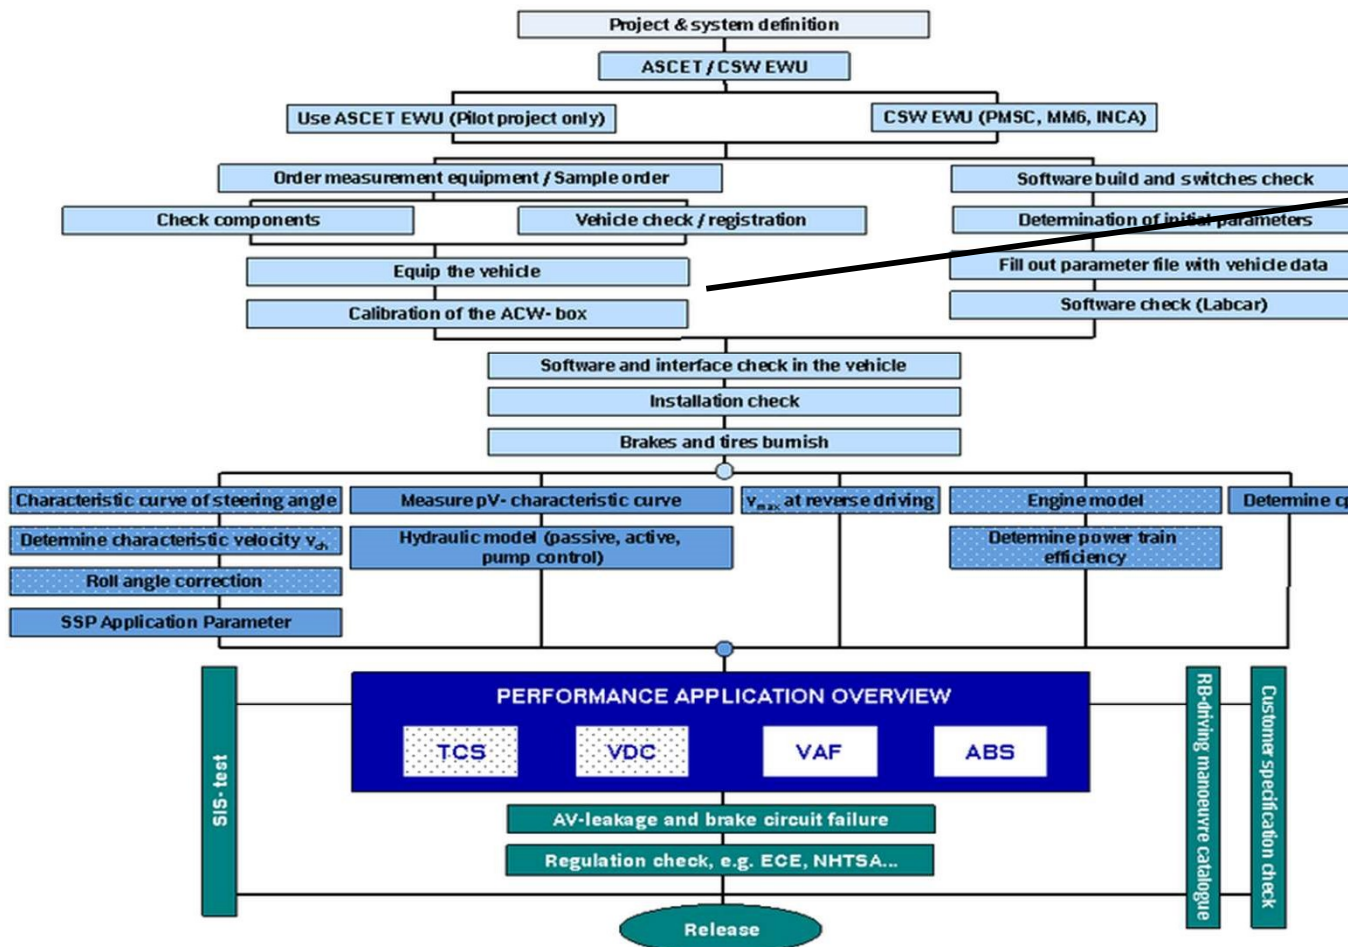 Project & system definition
ASCET / CSW EWU
Use ASCET EWU (Pilot project only)
CSW EWU (PMSC, MM6, INCA)
Order measurement equipment / Sample order
Software build and switches check
Check components
Vehicle check / registration
Determination of initial parameters
Equip the vehicle
Fill out parameter file with vehicle data
Calibration of the ACW- box
Software check (Labcar)
Software and interface check in the vehicle
Installation check
Brakes and tires burnish
Characteristic curve of steering angle
Measure pV- characteristic curve
vmax at reverse driving
Engine model
Determine
Determine characteristic velocity vch
Hydraulic model (passive, active,
pump control)
Determine power train
efficiency
Roll angle correction
SSP Application Parameter
PERFORMANCE APPLICATION OVERVIEW
TCS
VDC
VAF
ABS
SIS- test
RB-driving manoeuvre catalogue
Customer specification check
AV-leakage and brake circuit failure
Regulation check, e.g. ECE, NHTSA...
Release